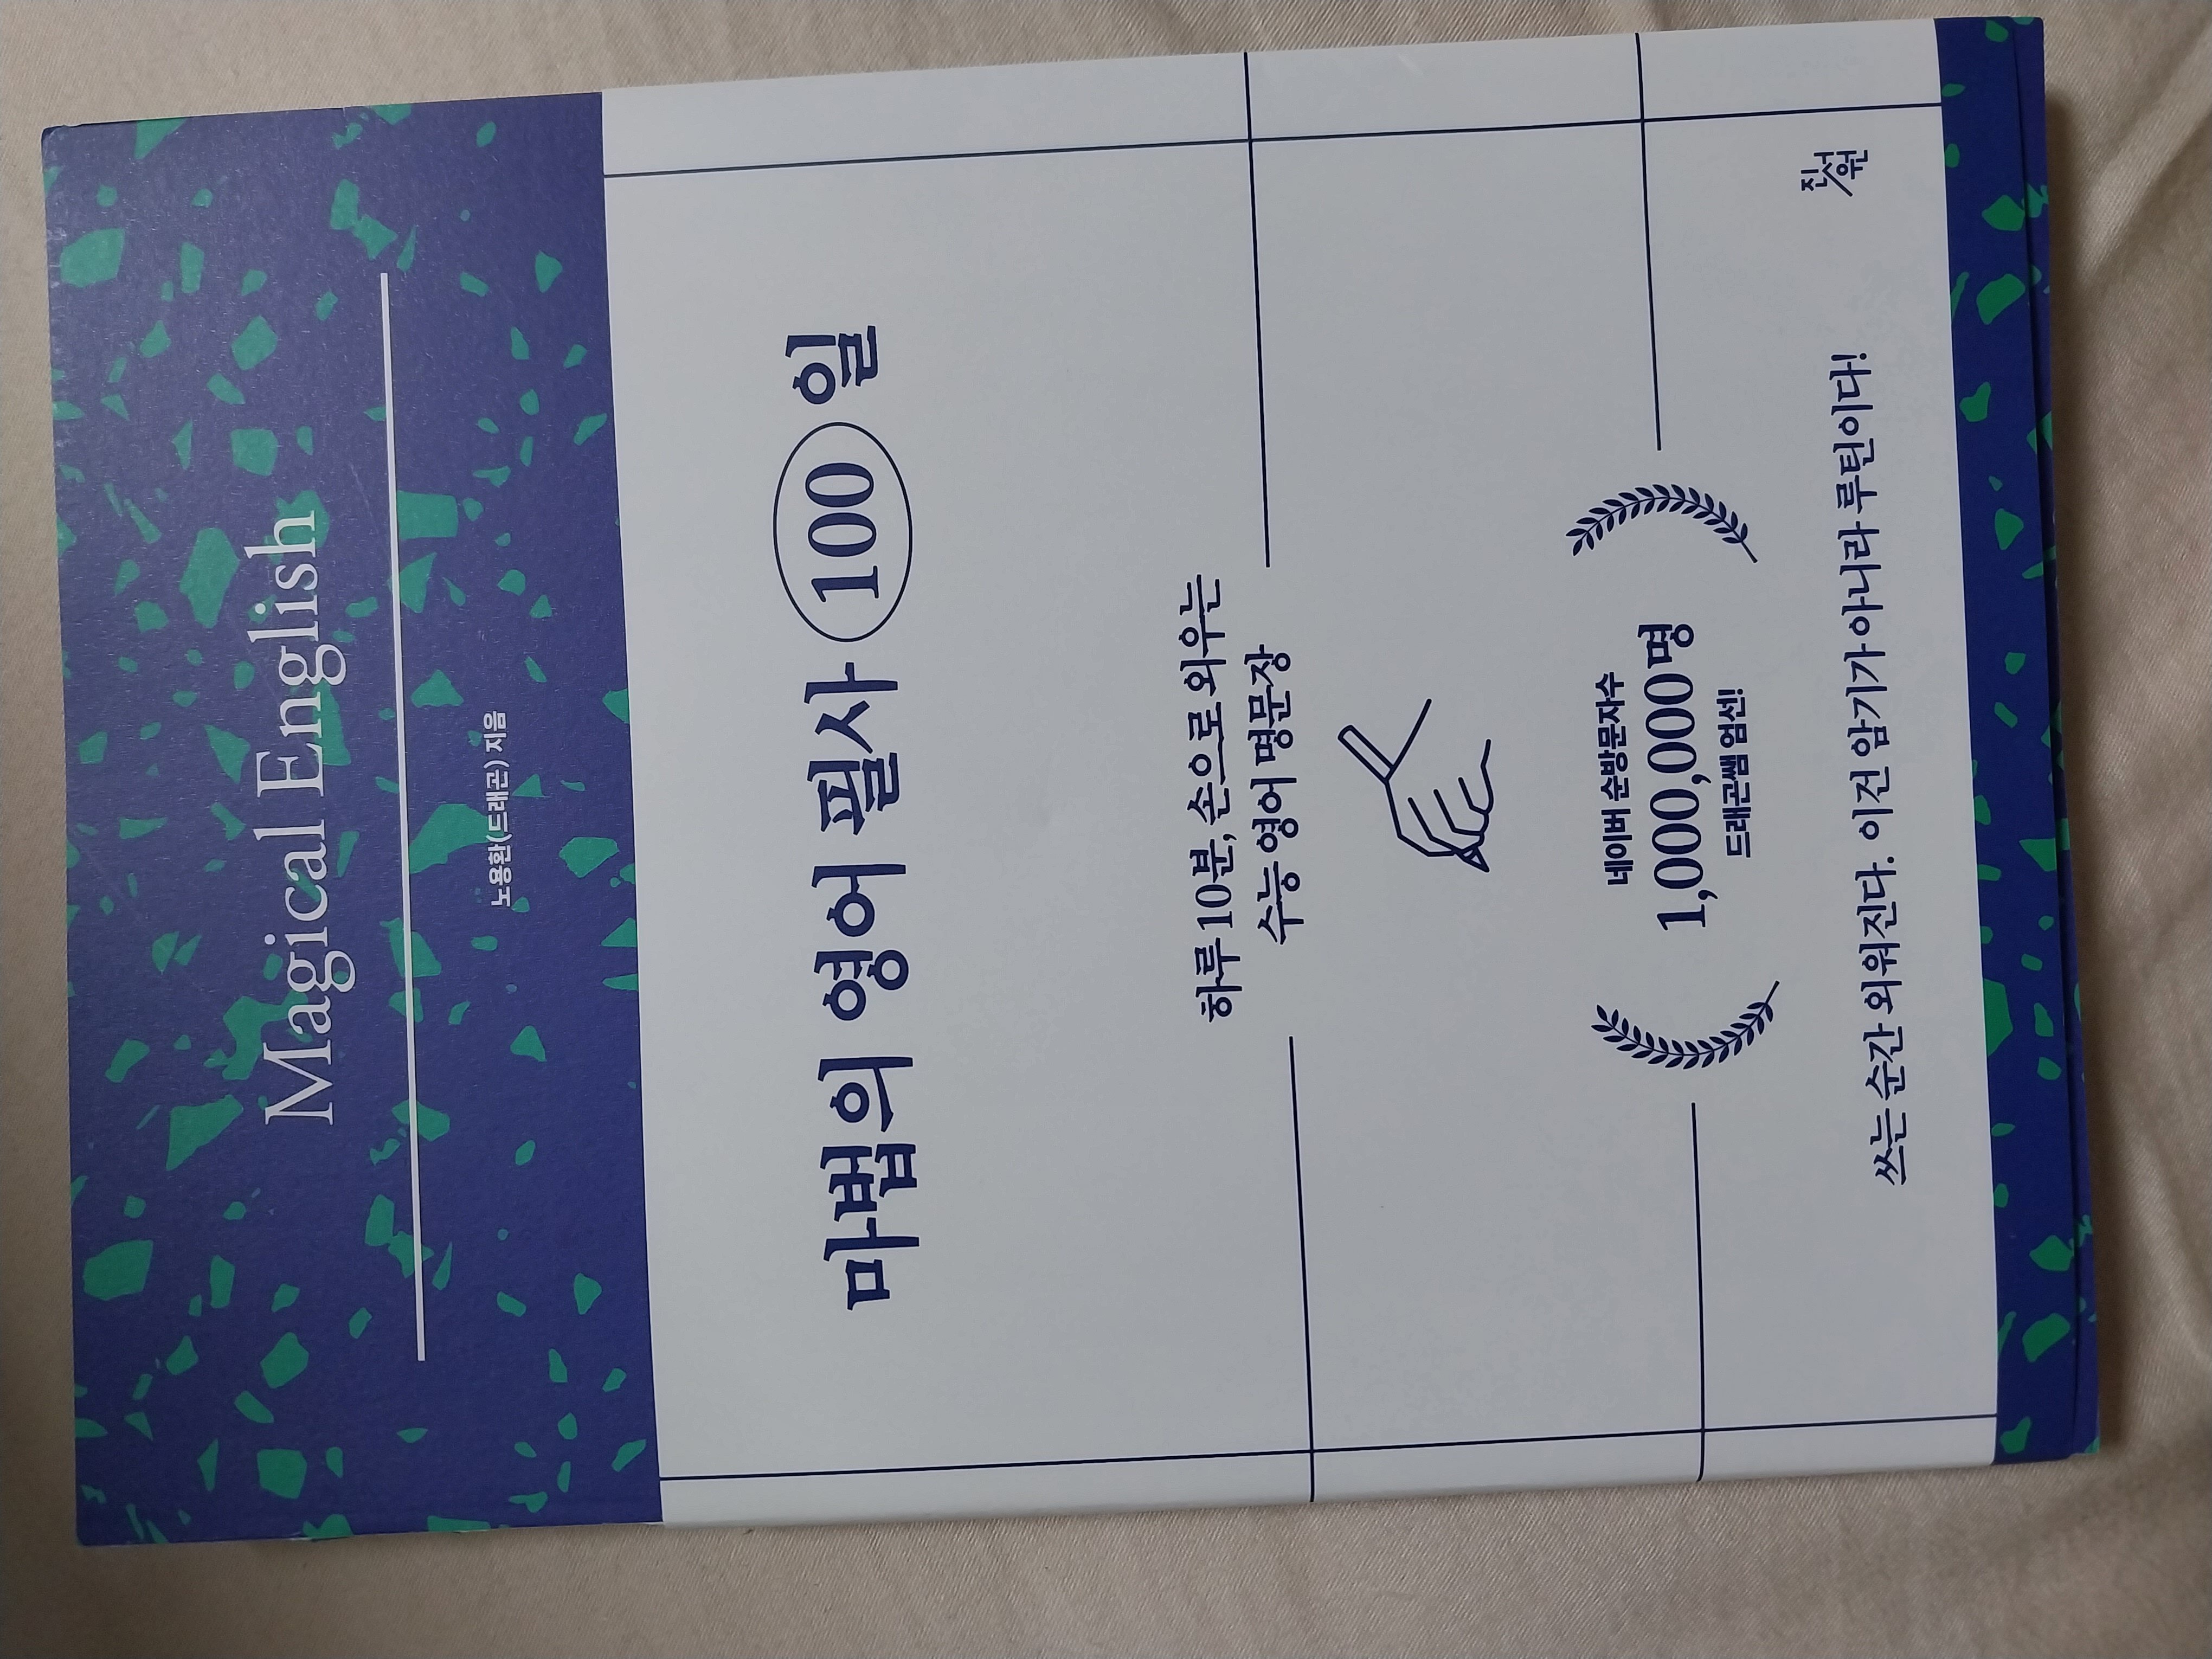 Magical English
노용환(드래곤) 지음
마법의 영어 필사 100일
하루 10분, 손으로 외우는
수능 영어 명문장
네이버 순방문자수
1,000,000명
드래곤쌤 엄선!
쓰는 순간 외워진다. 이건 암기가 아니라 루틴이다!
진서원